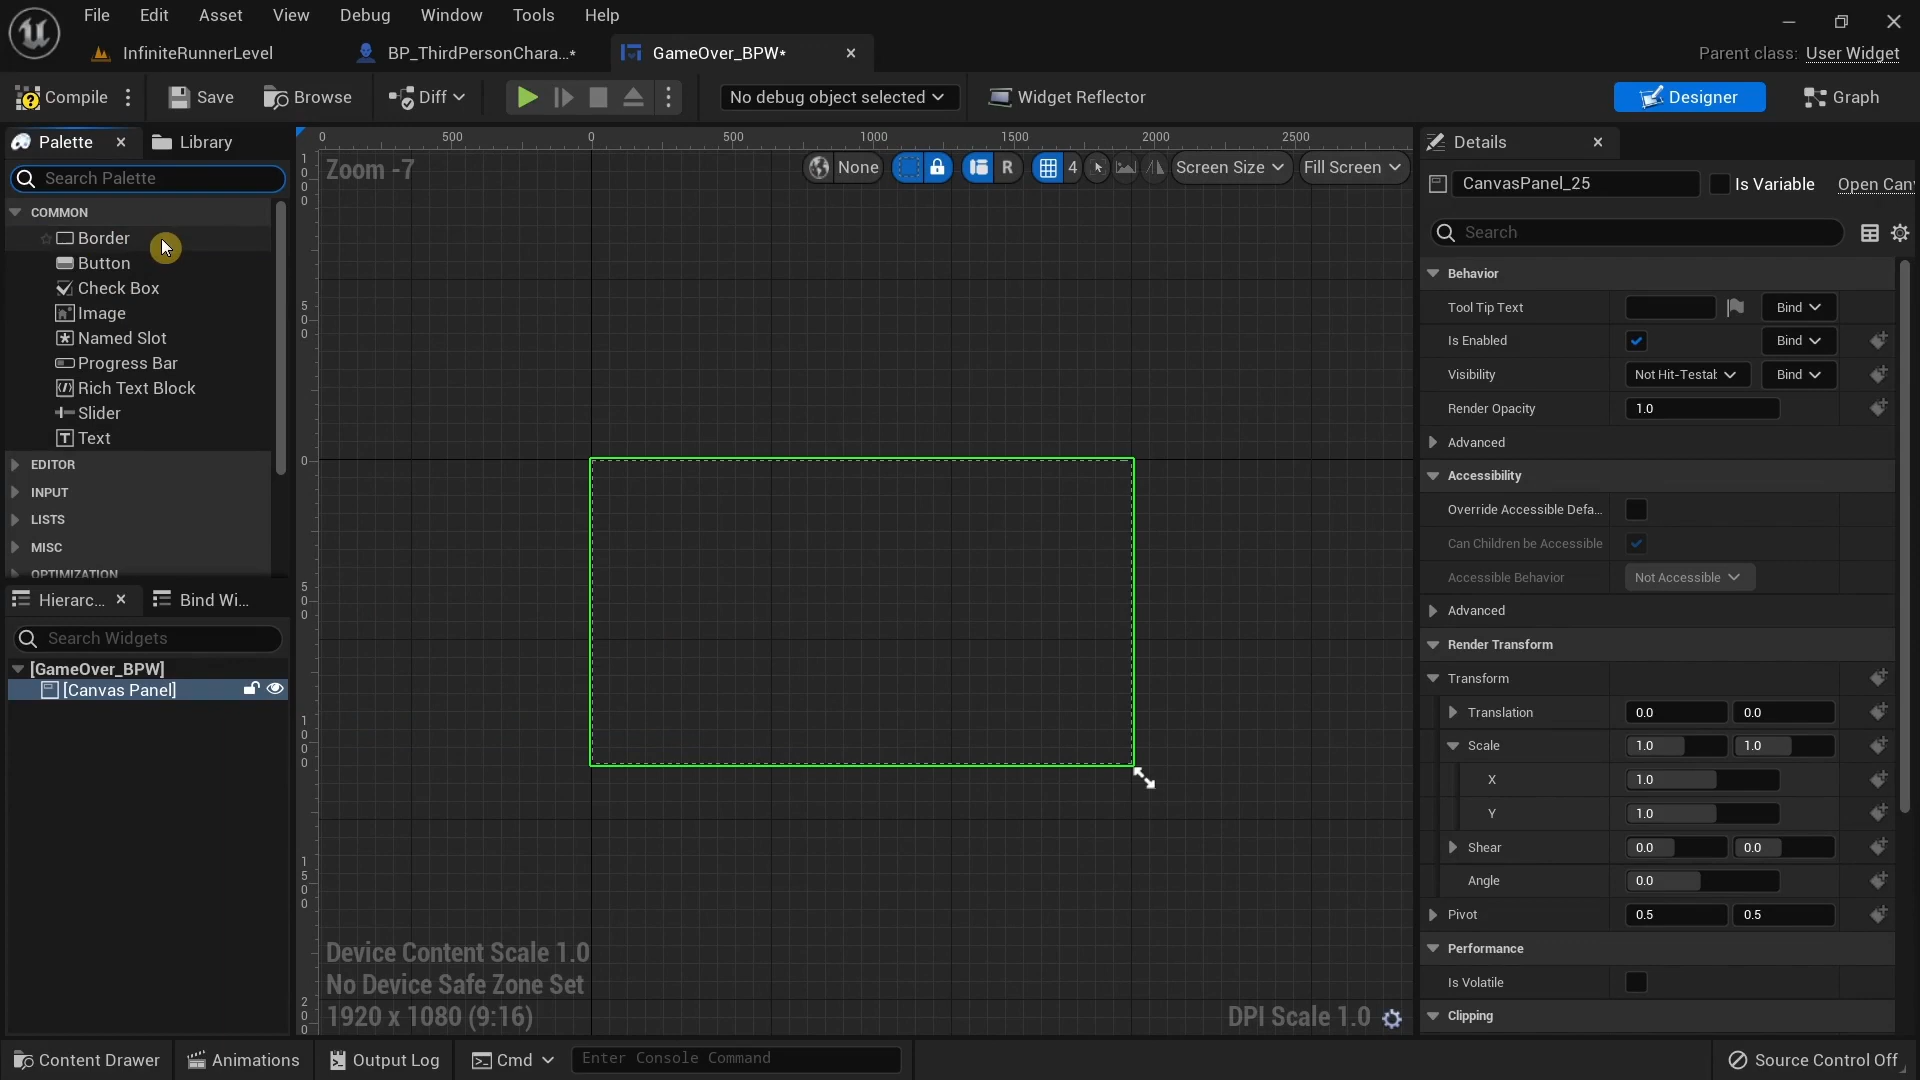 File Edit Asset View Debug Window Tools Help
InfiniteRunnerLevel BP_ThirdPersonChara...* GameOver_BPW* Parent class: User Widget
Compile Save Browse Diff No debug object selected Widget Reflector Designer Graph
Palette Library
Search Palette
COMMON
Border
Button
Check Box
Image
Named Slot
Progress Bar
Rich Text Block
Slider
Text
EDITOR
INPUT
LISTS
MISC
OPTIMIZATION
Hierarc... Bind Wi...
Search Widgets
[GameOver_BPW]
[Canvas Panel]
0 500 0 500 1000 1500 2000 2500
Zoom -7 None R 4 Screen Size Fill Screen
1000
500
0
500
1000
1500
200
Device Content Scale 1.0
No Device Safe Zone Set
1920 x 1080 (9:16) DPI Scale 1.0
Details
CanvasPanel_25 Is Variable Open Can
Search
Behavior
Tool Tip Text Bind
Is Enabled Bind
Visibility Not Hit-Testab Bind
Render Opacity 1.0
Advanced
Accessibility
Override Accessible Defa...
Can Children be Accessible
Accessible Behavior Not Accessible
Advanced
Render Transform
Transform
Translation 0.0 0.0
Scale 1.0 1.0
X 1.0
Y 1.0
Shear 0.0 0.0
Angle 0.0
Pivot 0.5 0.5
Performance
Is Volatile
Clipping
Content Drawer Animations Output Log Cmd Enter Console Command Source Control Off